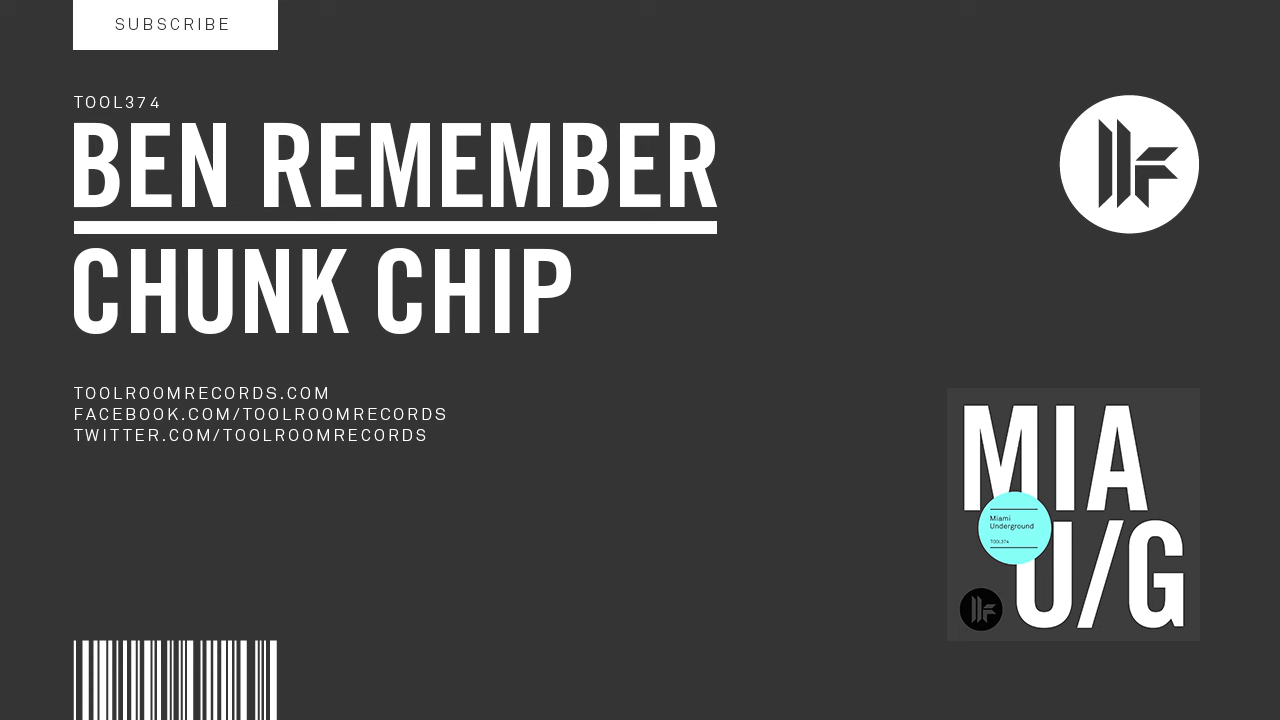 SUBSCRIBE
TOOL374
BEN REMEMBER
CHUNK CHIP
TOOLROOMRECORDS.COM
FACEBOOK.COM/TOOLROOMRECORDS
TWITTER.COM/TOOLROOMRECORDS
MIA
Miami
Underground
TOOL374
U/G